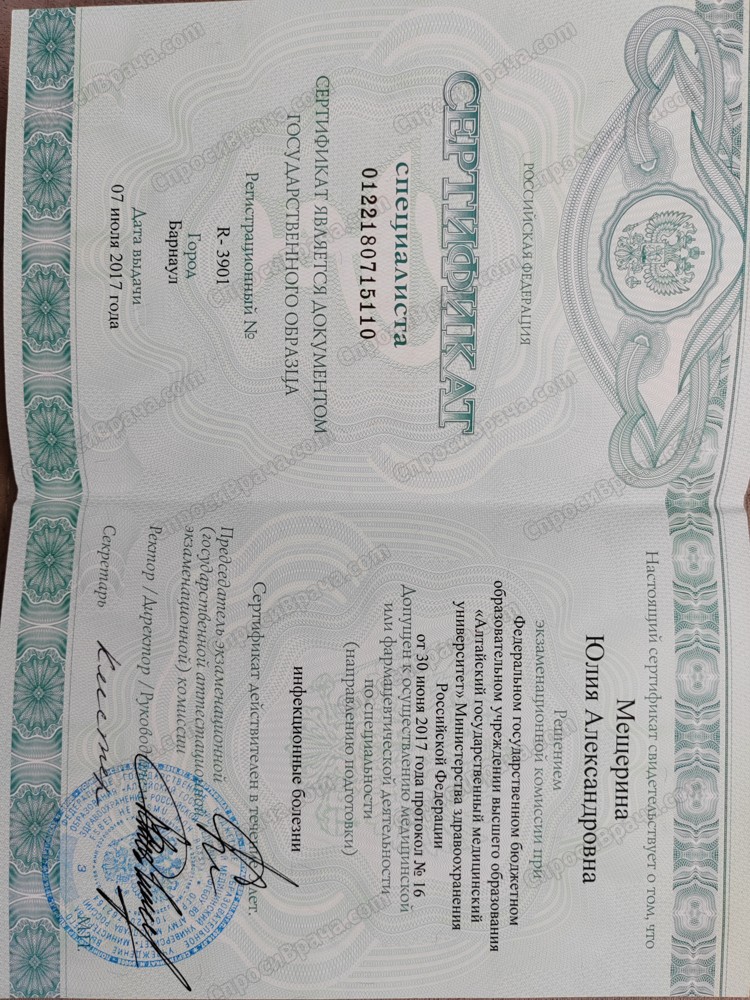 РОССИЙСКАЯ ФЕДЕРАЦИЯ
СЕРТИФИКАТ
специалиста
0122180715110
СЕРТИФИКАТ ЯВЛЯЕТСЯ ДОКУМЕНТОМ
ГОСУДАРСТВЕННОГО ОБРАЗЦА
Регистрационный №
R- 3901
Город
Барнаул
Дата выдачи
07 июля 2017 года
Настоящий сертификат свидетельствует о том, что
Мещерина
Юлия Александровна
Решением
экзаменационной комиссии при
Федеральном государственном бюджетном
образовательном учреждении высшего образования
«Алтайский государственный медицинский
университет» Министерства здравоохранения
Российской Федерации
от 30 июня 2017 года протокол № 16
Допущен к осуществлению медицинской
или фармацевтической деятельности
по специальности
(направлению подготовки)
инфекционные болезни
Сертификат действителен в течение лет.
Председатель экзаменационной
(государственной аттестационной,
экзаменационной) комиссии
Ректор /Директор /
Секретарь
М.П.
СпросиВрача.com